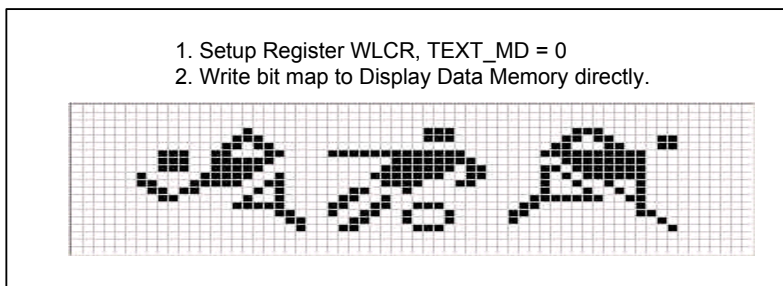 1. Setup Register WLCR, TEXT_MD = 0
2. Write bit map to Display Data Memory directly.